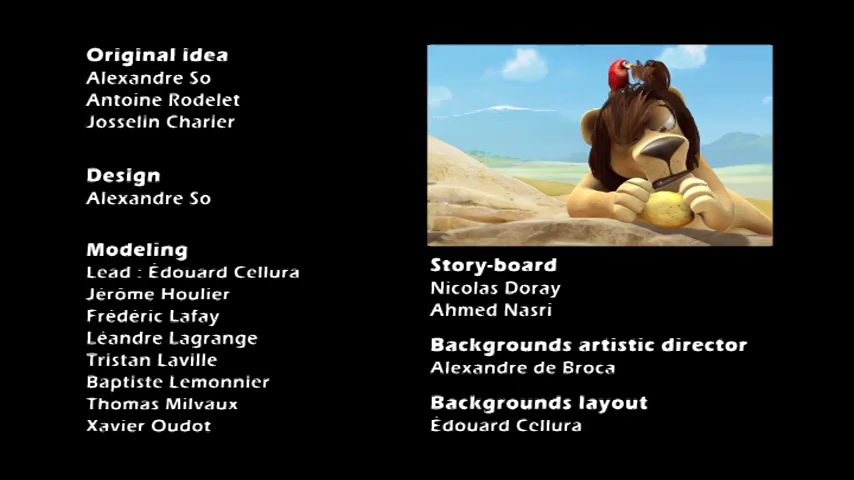 Original idea
Alexandre So
Antoine Rodelet
Josselin Charier
Design
Alexandre So
Modeling
Lead : Édouard Cellura
Jérôme Houlier
Frédéric Lafay
Léandre Lagrange
Tristan Laville
Baptiste Lemonnier
Thomas Milvaux
Xavier Oudot
Story-board
Nicolas Doray
Ahmed Nasri
Backgrounds artistic director
Alexandre de Broca
Backgrounds layout
Édouard Cellura